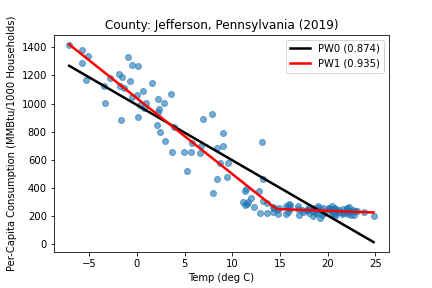 County: Jefferson, Pennsylvania (2019)
PW0 (0.874)
PW1 (0.935)
Per-Capita Consumption (MMBtu/1000 Households)
1400
1200
1000
800
600
400
200
0
−5 0 5 10 15 20 25
Temp (deg C)